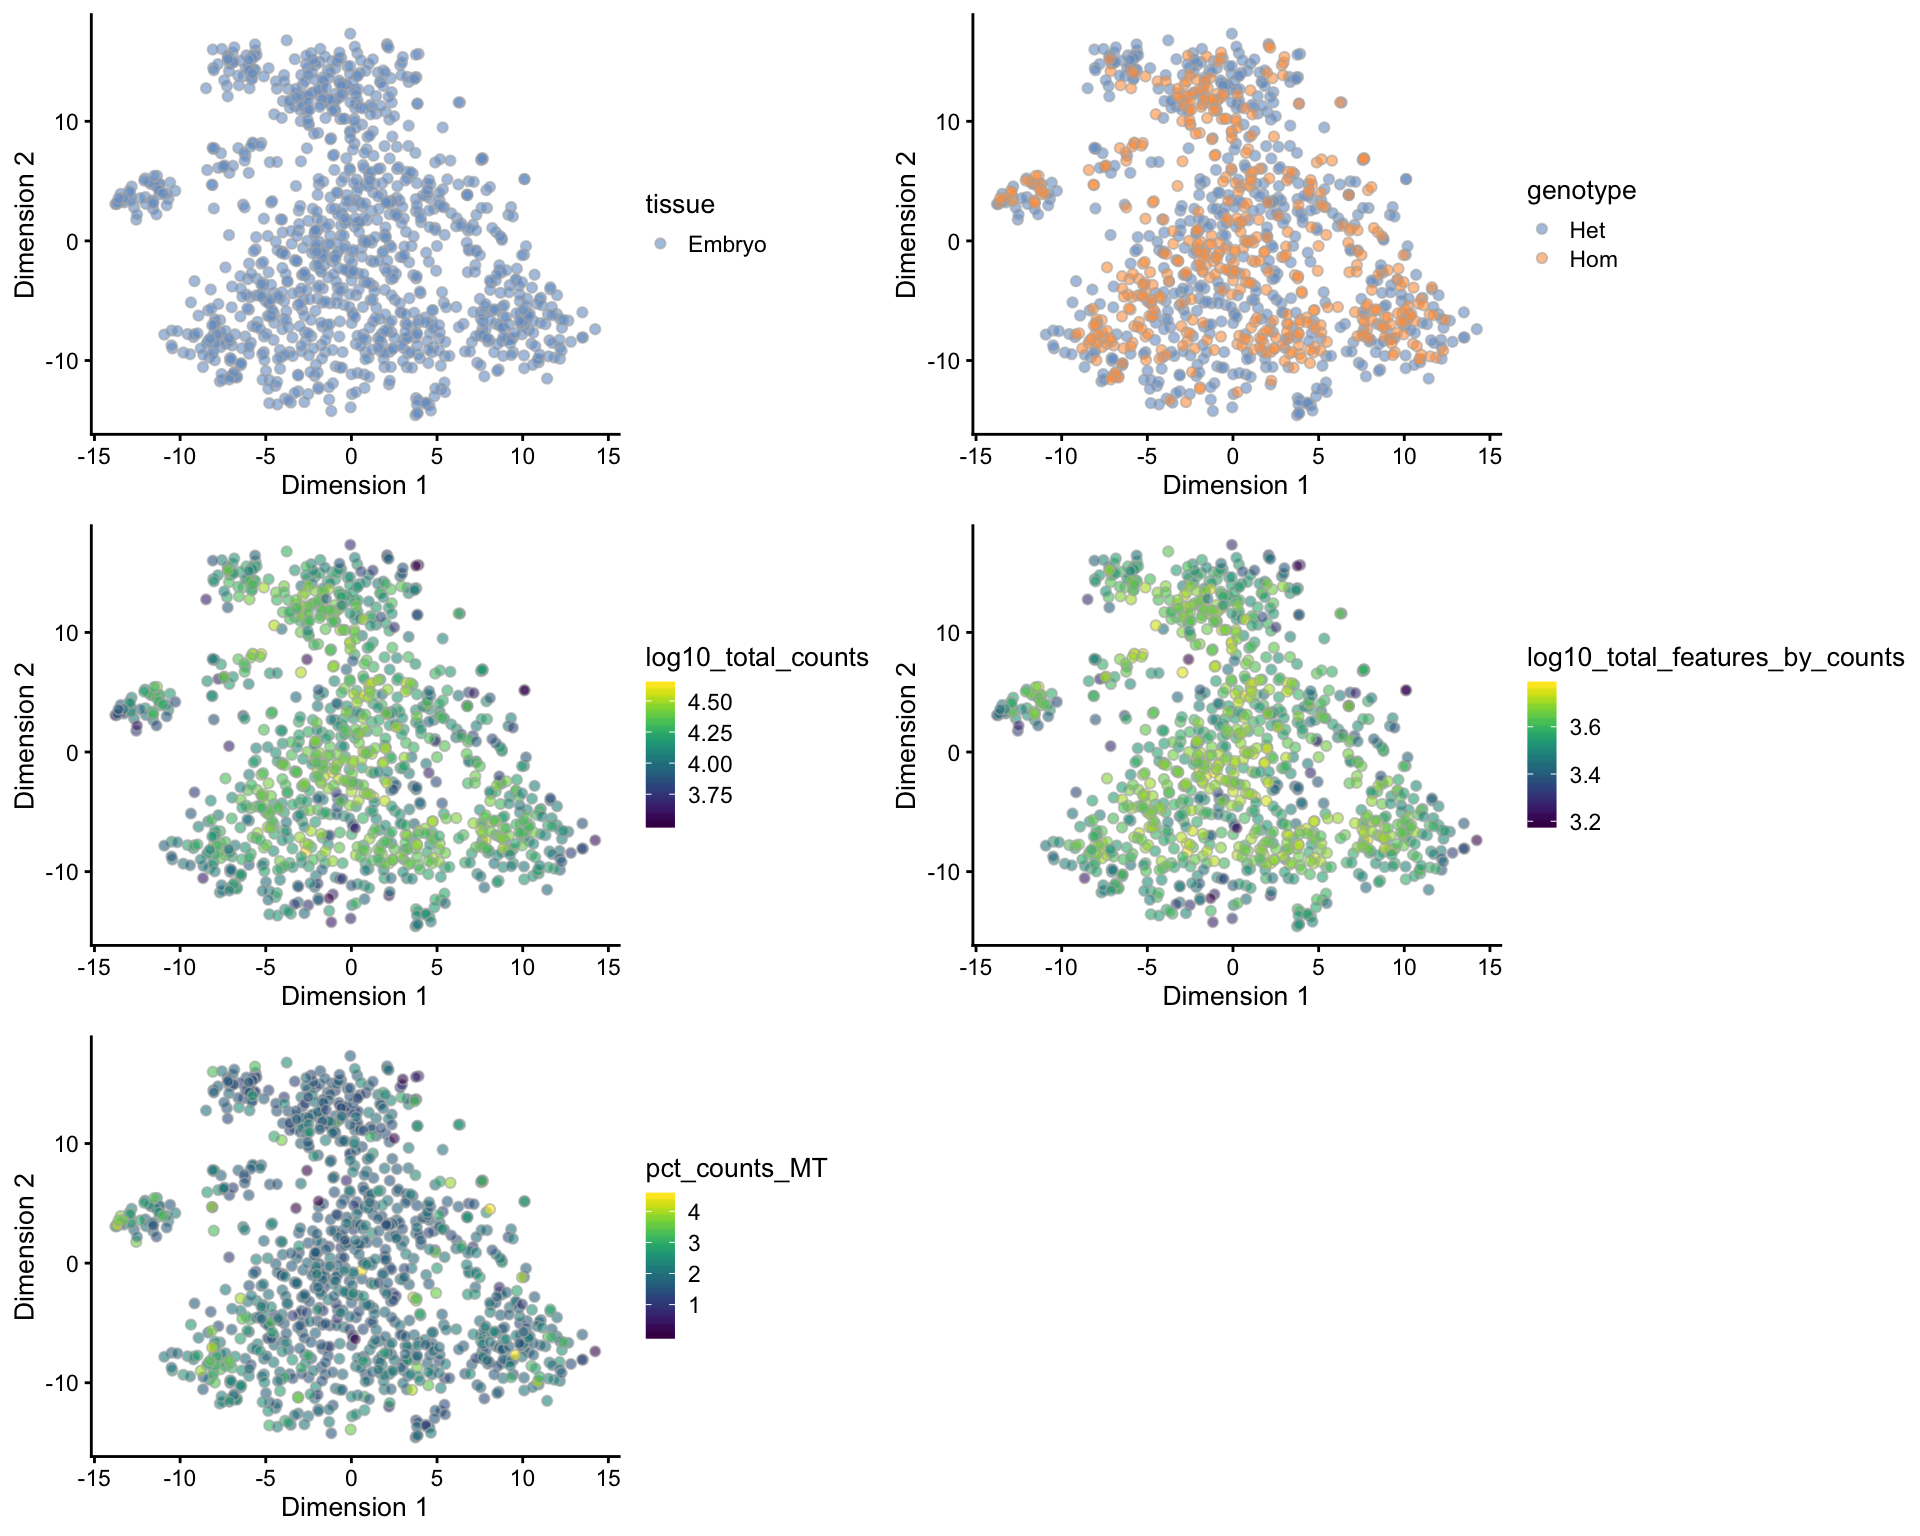 Dimension 2
10
0
-10
-15 -10 -5 0 5 10 15
Dimension 1
tissue
Embryo
Dimension 2
10
0
-10
-15 -10 -5 0 5 10 15
Dimension 1
genotype
Het
Hom
Dimension 2
10
0
-10
-15 -10 -5 0 5 10 15
Dimension 1
log10_total_counts
4.50
4.25
4.00
3.75
Dimension 2
10
0
-10
-15 -10 -5 0 5 10 15
Dimension 1
log10_total_features_by_counts
3.6
3.4
3.2
Dimension 2
10
0
-10
-15 -10 -5 0 5 10 15
Dimension 1
pct_counts_MT
4
3
2
1